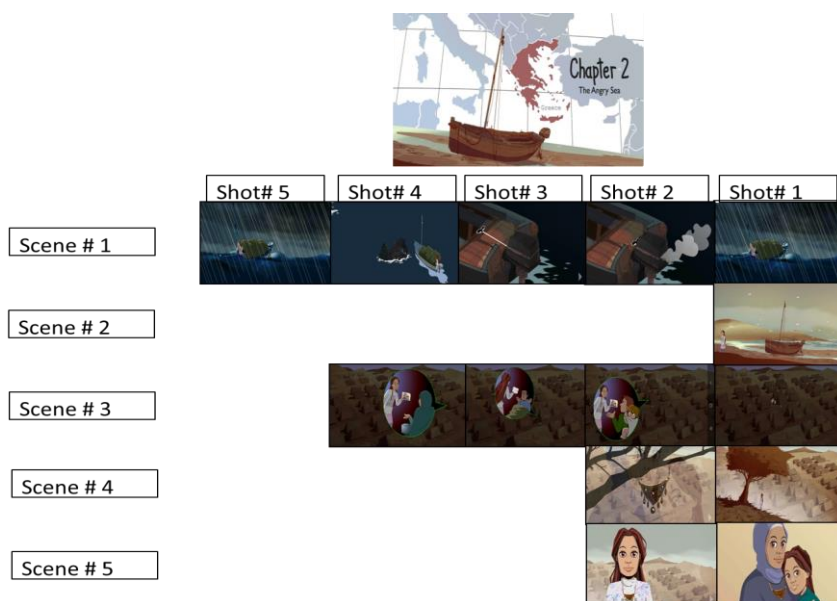 Chapter 2
The Angry Sea
GREECE
Shot# 5
Shot# 4
Shot# 3
Shot# 2
Shot# 1
Scene # 1
Scene # 2
Scene # 3
Scene # 4
Scene # 5